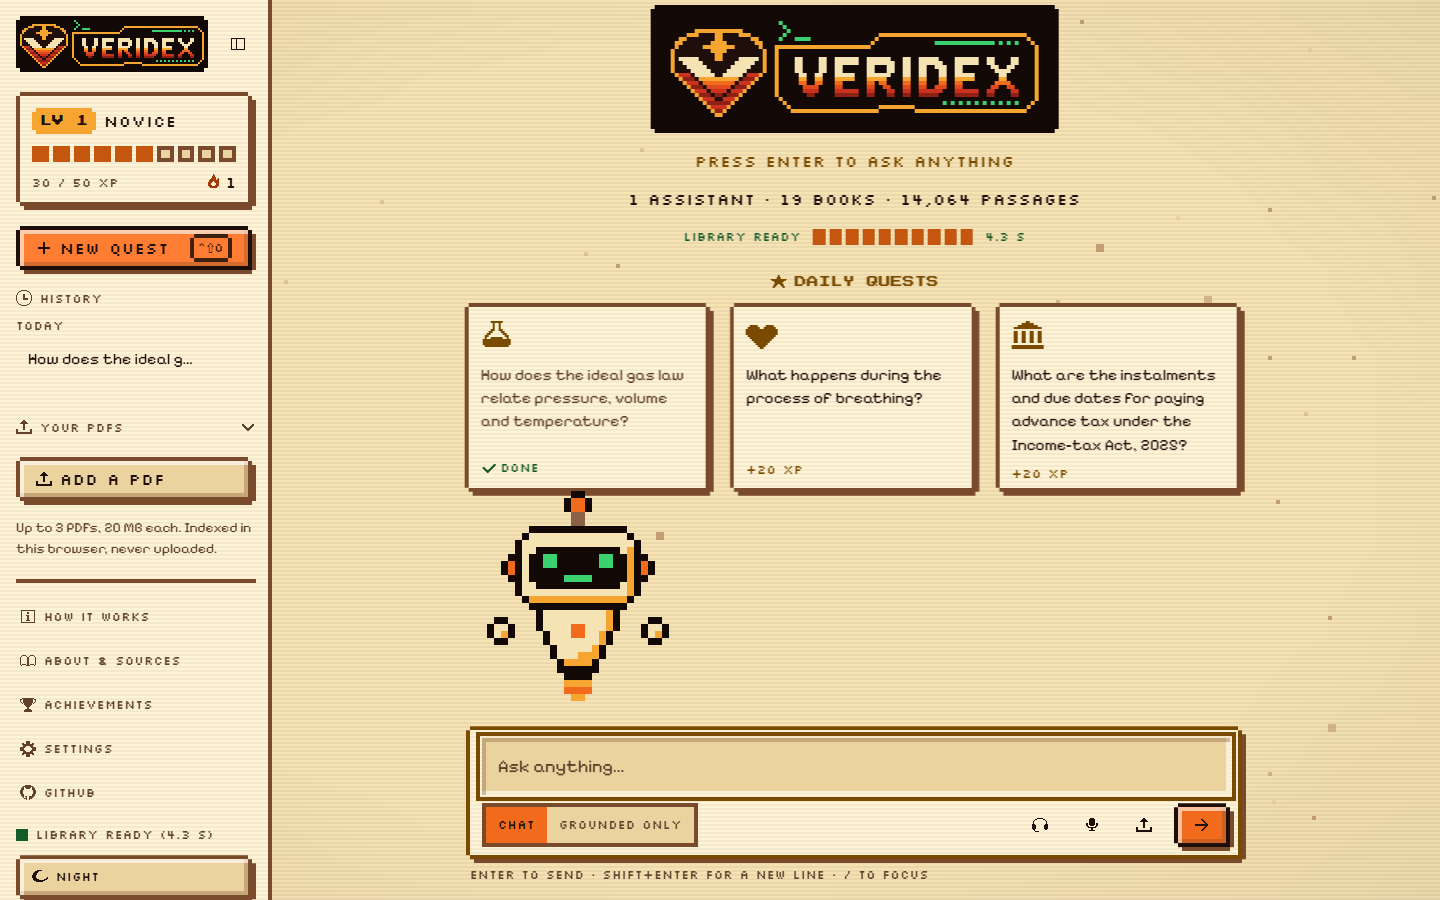 VERIDEX
LV 1 NOVICE
30 / 50 XP
1
+ NEW QUEST ^⇧O
HISTORY
TODAY
How does the ideal g...
YOUR PDFS
ADD A PDF
Up to 3 PDFs, 20 MB each. Indexed in
this browser, never uploaded.
HOW IT WORKS
ABOUT & SOURCES
ACHIEVEMENTS
SETTINGS
GITHUB
LIBRARY READY (4.3 S)
NIGHT
>_
VERIDEX
PRESS ENTER TO ASK ANYTHING
1 ASSISTANT · 19 BOOKS · 14,064 PASSAGES
LIBRARY READY 4.3 S
★ DAILY QUESTS
How does the ideal gas law
relate pressure, volume
and temperature?
DONE
What happens during the
process of breathing?
+20 XP
What are the instalments
and due dates for paying
advance tax under the
Income-tax Act, 2025?
+20 XP
Ask anything...
CHAT GROUNDED ONLY
ENTER TO SEND · SHIFT+ENTER FOR A NEW LINE · / TO FOCUS